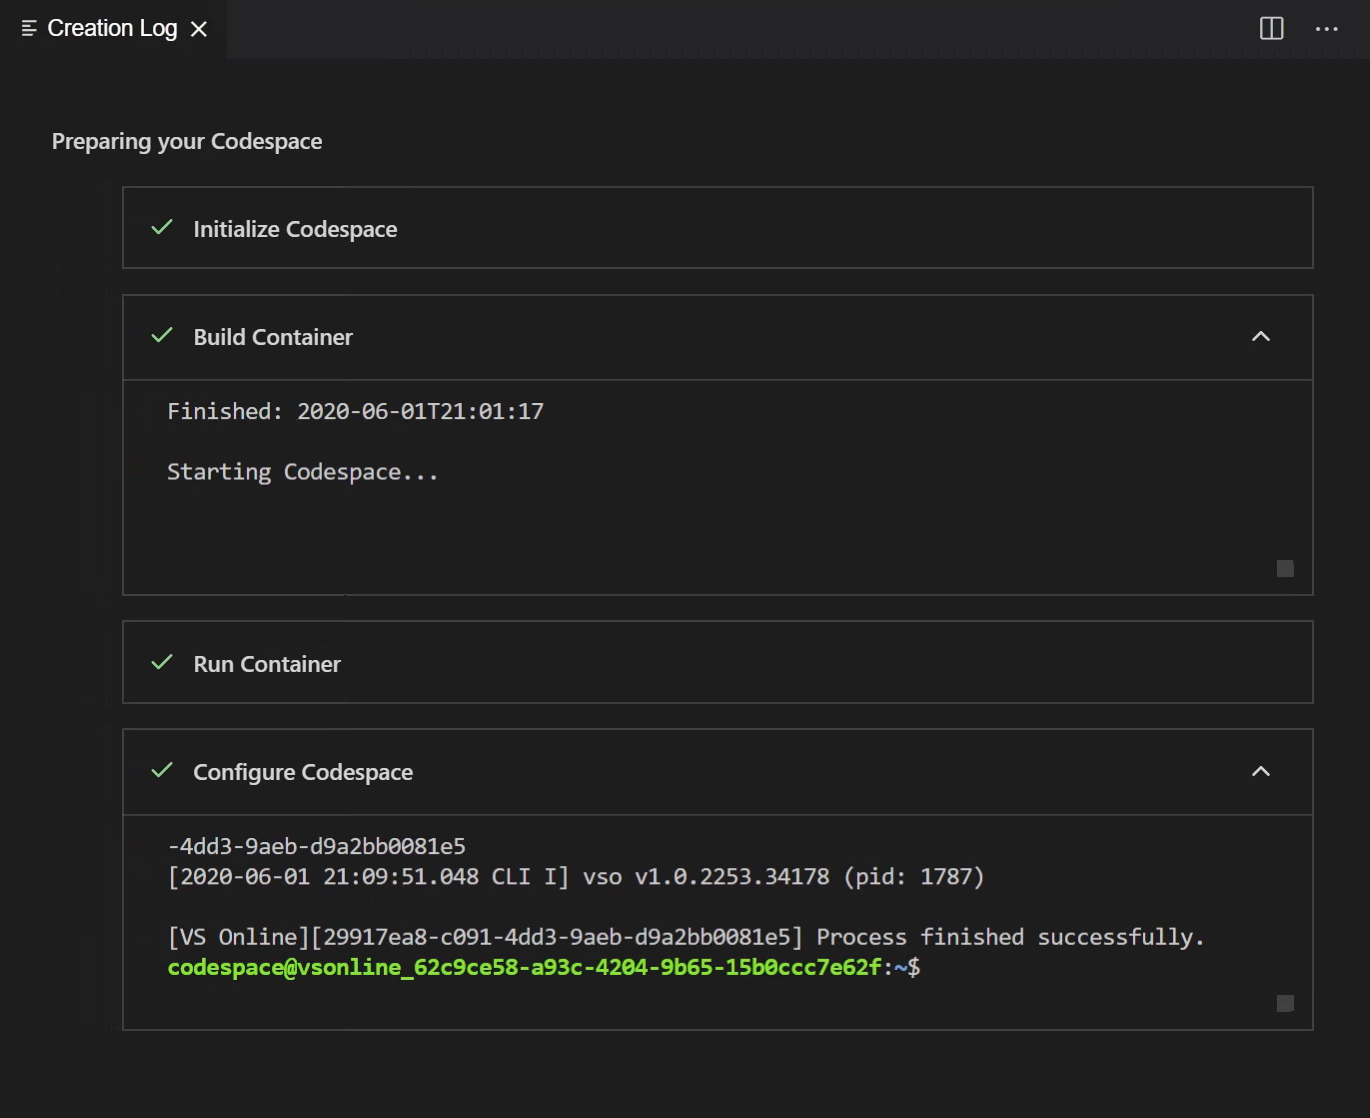 Creation Log
Preparing your Codespace
Initialize Codespace
Build Container
Finished: 2020-06-01T21:01:17
Starting Codespace...
Run Container
Configure Codespace
-4dd3-9aeb-d9a2bb0081e5
[2020-06-01 21:09:51.048 CLI I] vso v1.0.2253.34178 (pid: 1787)
[VS Online][29917ea8-c091-4dd3-9aeb-d9a2bb0081e5] Process finished successfully.
codespace@vsonline_62c9ce58-a93c-4204-9b65-15b0ccc7e62f:~$